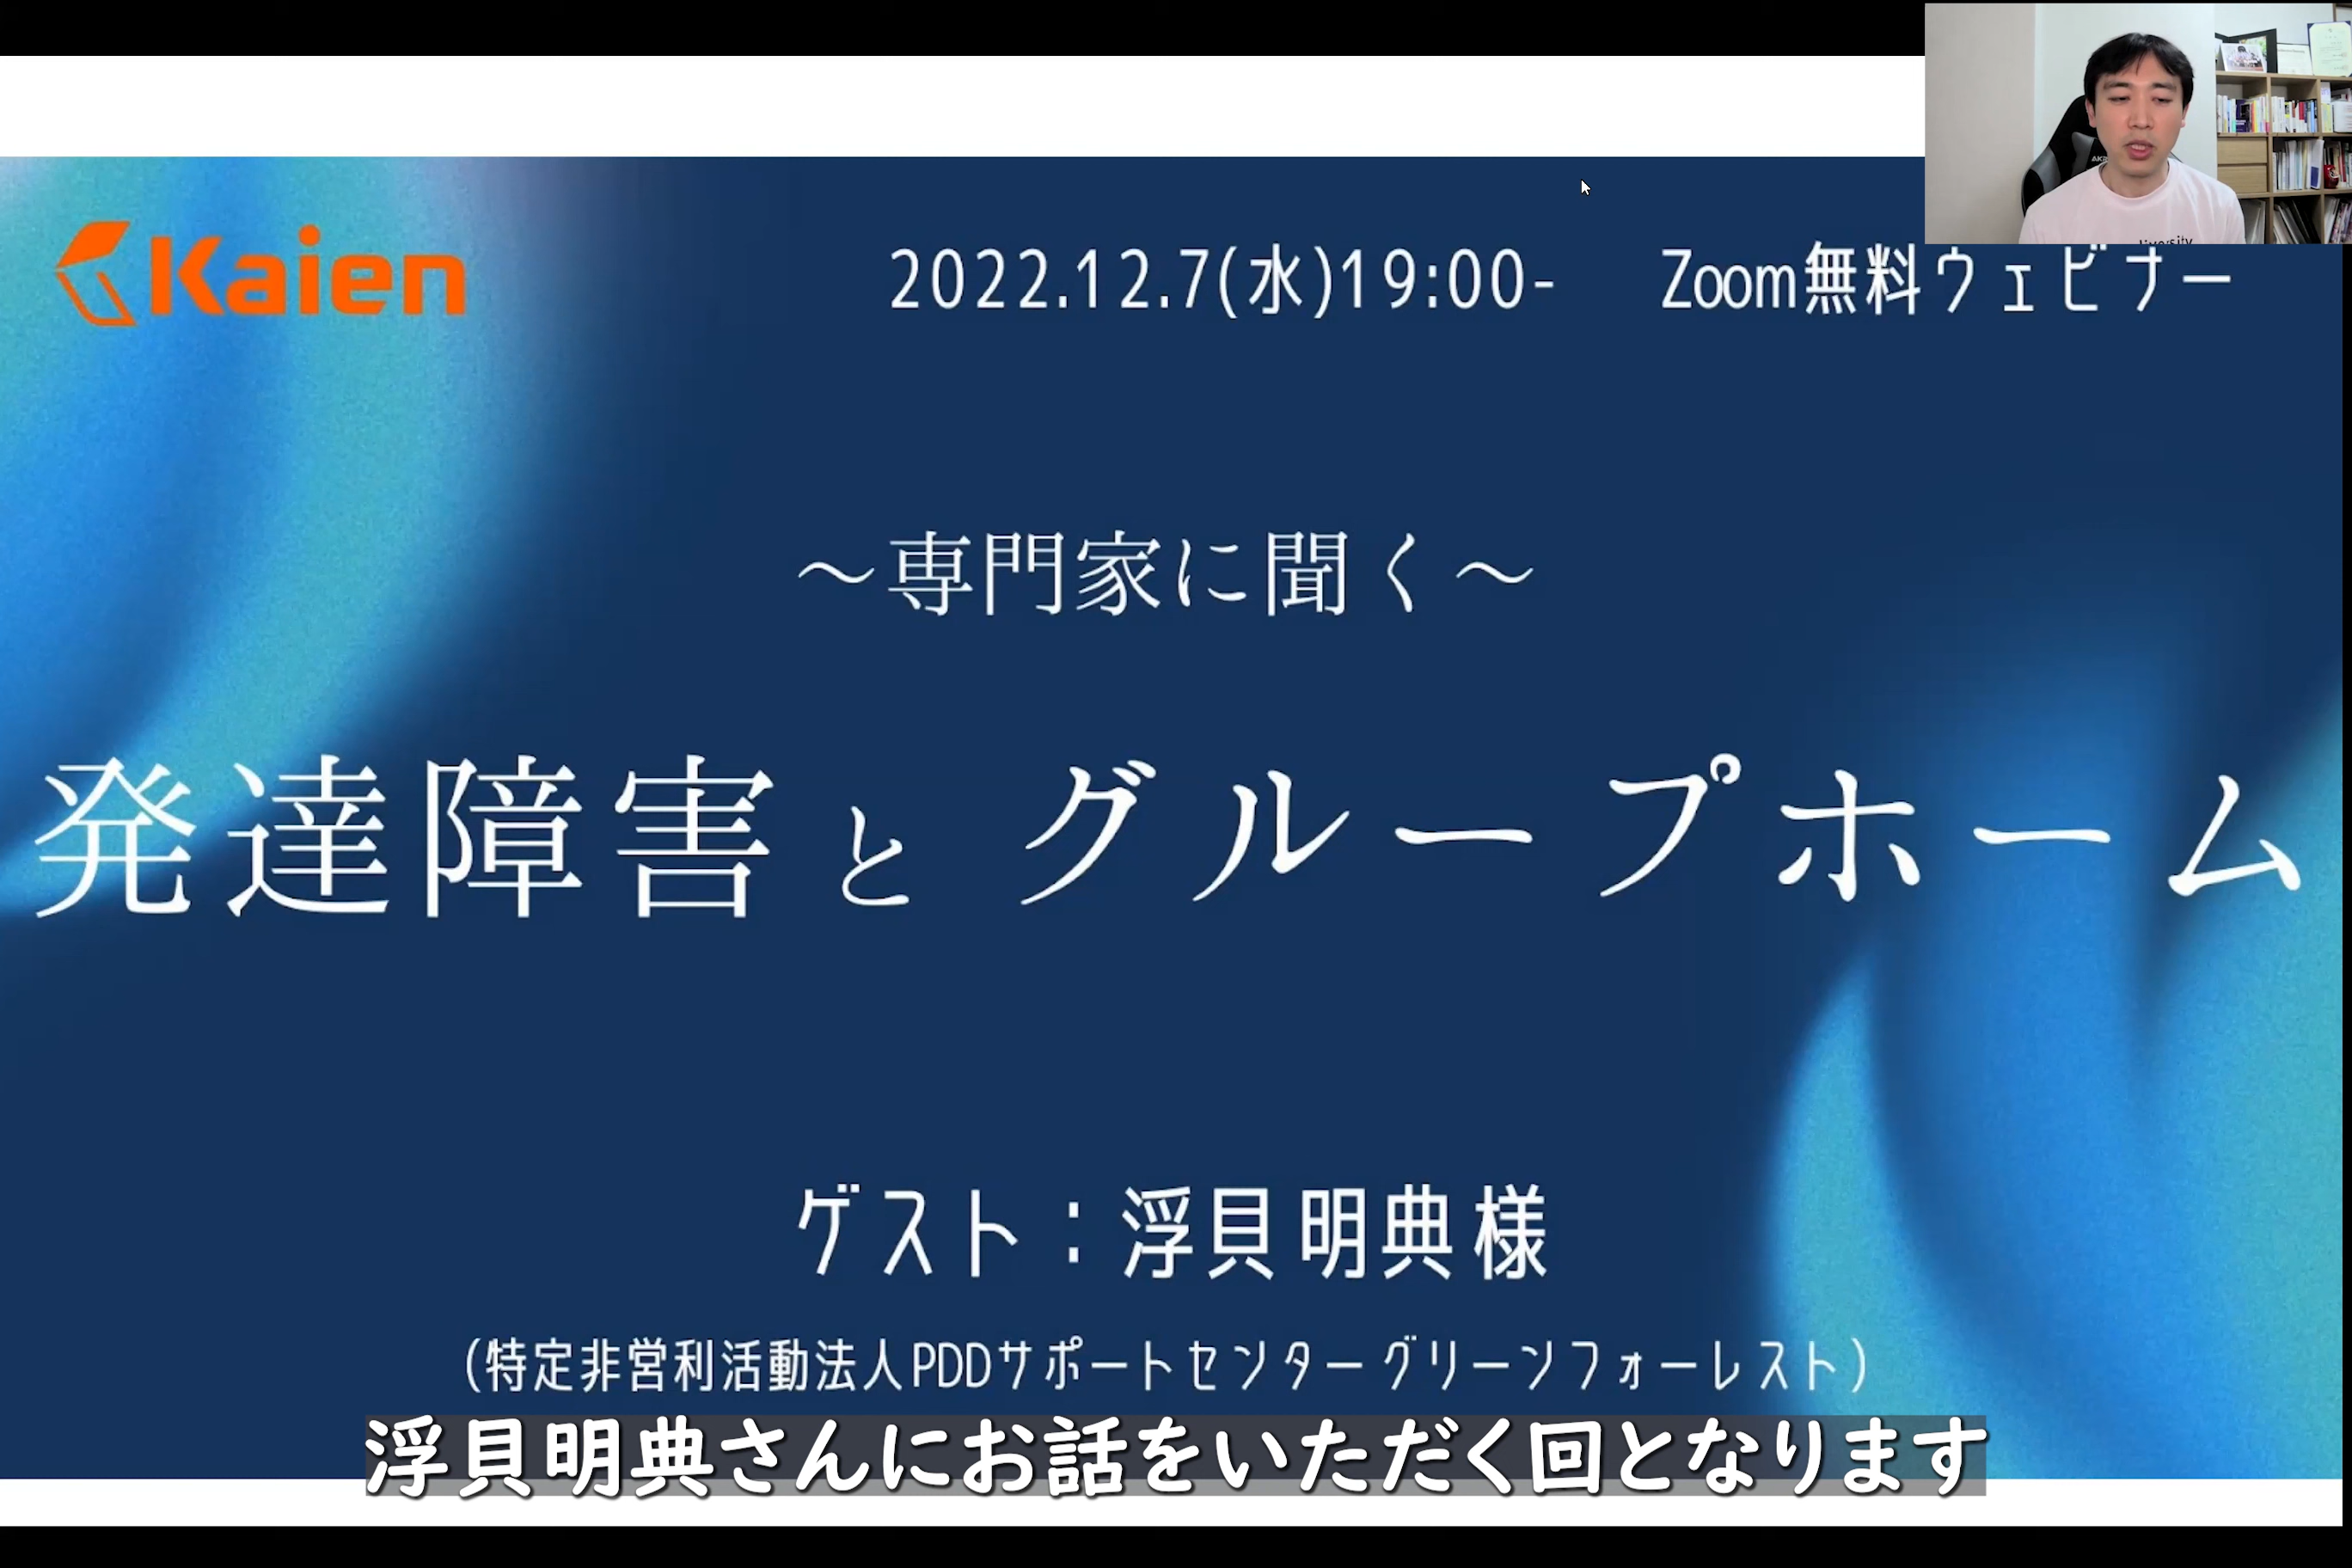 Kaien
2022.12.7(水)19:00-　Zoom無料ウェビナー
～専門家に聞く～
発達障害とグループホーム
ゲスト：浮貝明典様
(特定非営利活動法人PDDサポートセンター グリーンフォーレスト)
浮貝明典さんにお話をいただく回となります